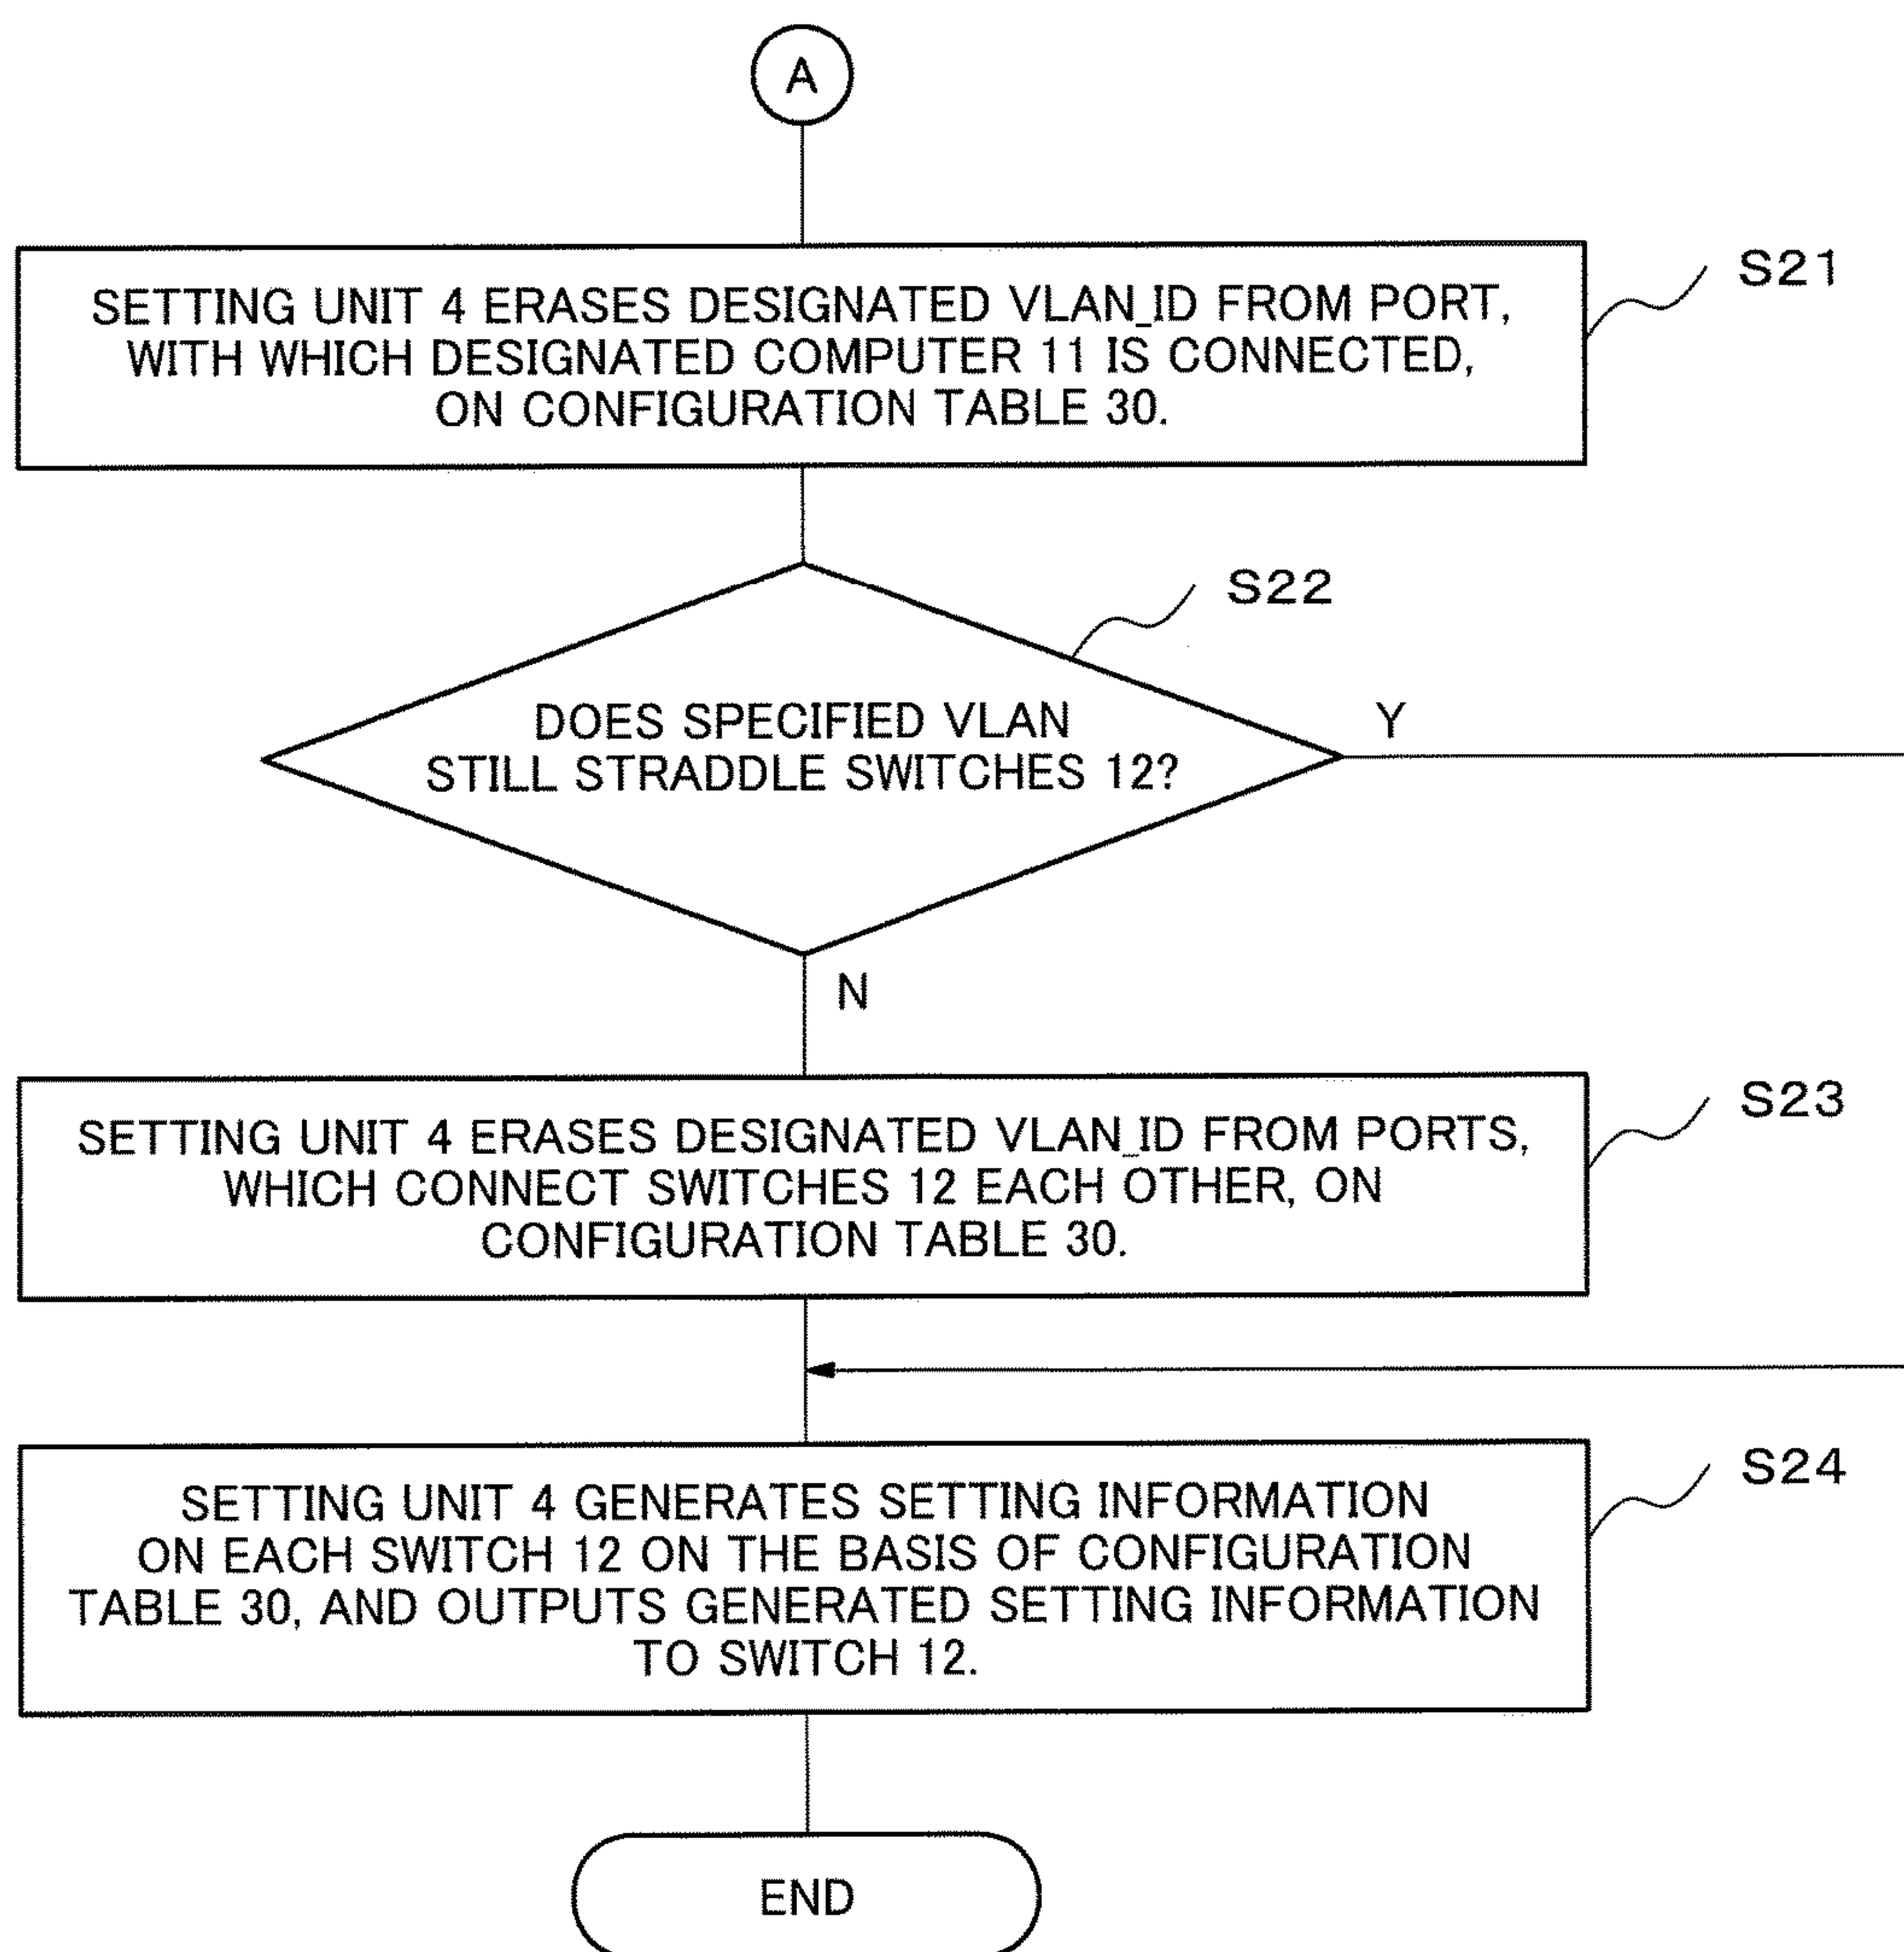 A
SETTING UNIT 4 ERASES DESIGNATED VLAN_ID FROM PORT,
WITH WHICH DESIGNATED COMPUTER 11 IS CONNECTED,
ON CONFIGURATION TABLE 30.
S21
S22
DOES SPECIFIED VLAN
STILL STRADDLE SWITCHES 12?
Y
N
SETTING UNIT 4 ERASES DESIGNATED VLAN_ID FROM PORTS,
WHICH CONNECT SWITCHES 12 EACH OTHER, ON
CONFIGURATION TABLE 30.
S23
SETTING UNIT 4 GENERATES SETTING INFORMATION
ON EACH SWITCH 12 ON THE BASIS OF CONFIGURATION
TABLE 30, AND OUTPUTS GENERATED SETTING INFORMATION
TO SWITCH 12.
S24
END